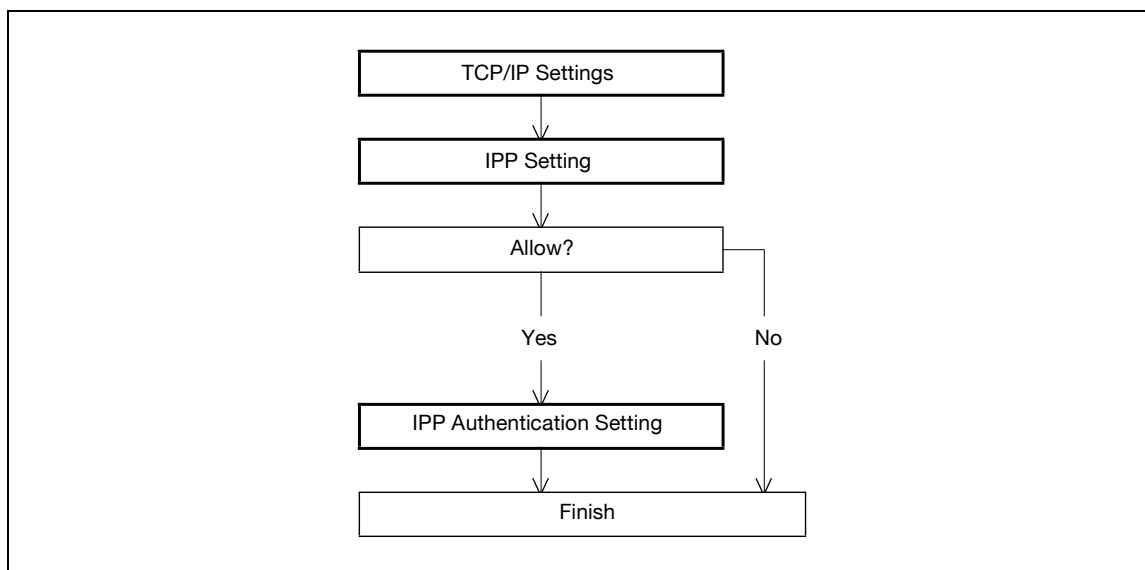 TCP/IP Settings
IPP Setting
Allow?
Yes
No
IPP Authentication Setting
Finish